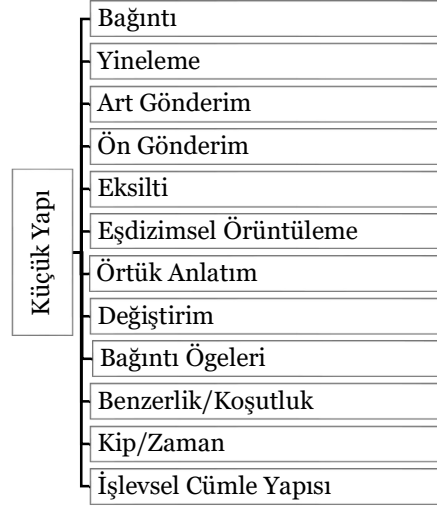 Küçük Yapı
Bağıntı
Yineleme
Art Gönderim
Ön Gönderim
Eksilti
Eşdizimsel Örüntüleme
Örtük Anlatım
Değiştirim
Bağıntı Ögeleri
Benzerlik/Koşutluk
Kip/Zaman
İşlevsel Cümle Yapısı